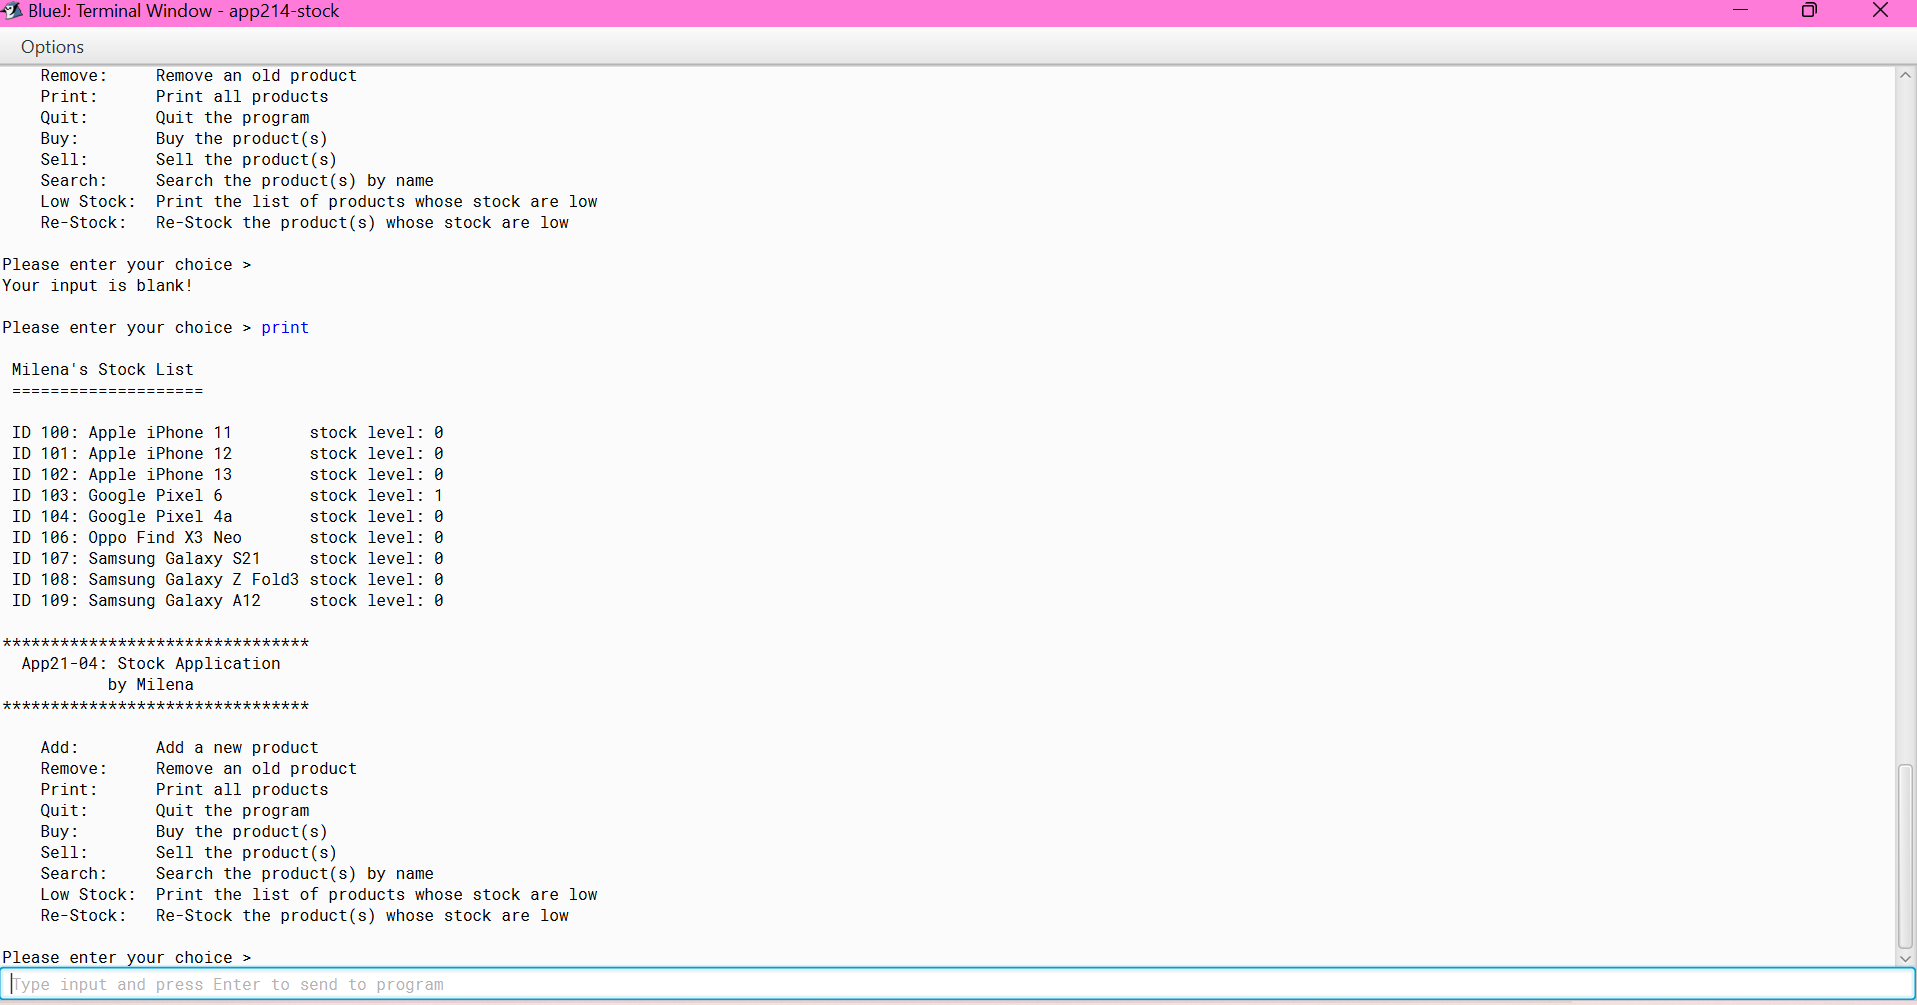 BlueJ: Terminal Window - app214-stock
Options
Remove: Remove an old product
Print: Print all products
Quit: Quit the program
Buy: Buy the product(s)
Sell: Sell the product(s)
Search: Search the product(s) by name
Low Stock: Print the list of products whose stock are low
Re-Stock: Re-Stock the product(s) whose stock are low
Please enter your choice >
Your input is blank!
Please enter your choice > print
Milena's Stock List
====================
ID 100: Apple iPhone 11 stock level: 0
ID 101: Apple iPhone 12 stock level: 0
ID 102: Apple iPhone 13 stock level: 0
ID 103: Google Pixel 6 stock level: 1
ID 104: Google Pixel 4a stock level: 0
ID 106: Oppo Find X3 Neo stock level: 0
ID 107: Samsung Galaxy S21 stock level: 0
ID 108: Samsung Galaxy Z Fold3 stock level: 0
ID 109: Samsung Galaxy A12 stock level: 0
********************************
App21-04: Stock Application
by Milena
********************************
Add: Add a new product
Remove: Remove an old product
Print: Print all products
Quit: Quit the program
Buy: Buy the product(s)
Sell: Sell the product(s)
Search: Search the product(s) by name
Low Stock: Print the list of products whose stock are low
Re-Stock: Re-Stock the product(s) whose stock are low
Please enter your choice >
Type input and press Enter to send to program